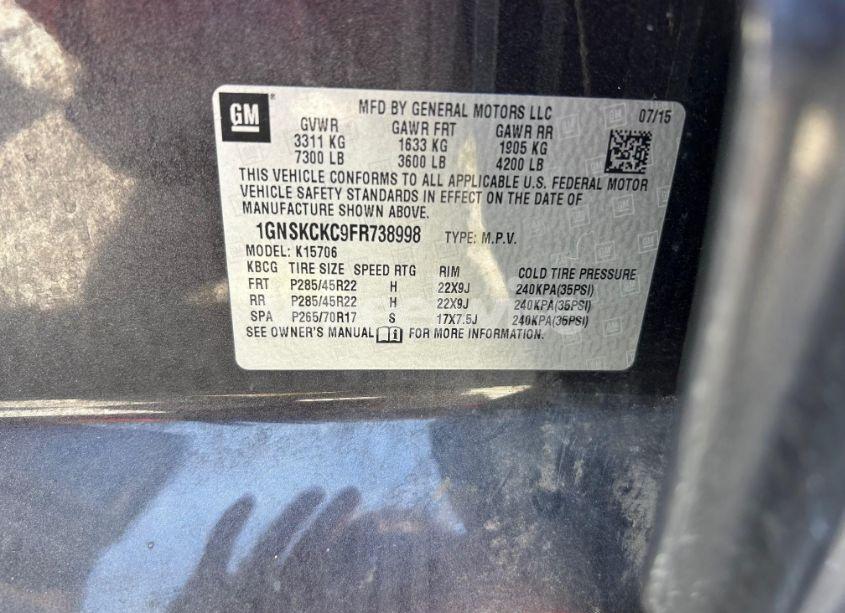 GM
MFD BY GENERAL MOTORS LLC 07/15
GVWR GAWR FRT GAWR RR
3311 KG 1633 KG 1905 KG
7300 LB 3600 LB 4200 LB
THIS VEHICLE CONFORMS TO ALL APPLICABLE U.S. FEDERAL MOTOR
VEHICLE SAFETY STANDARDS IN EFFECT ON THE DATE OF
MANUFACTURE SHOWN ABOVE.
1GNSKCKC9FR738998 TYPE: M.P.V.
MODEL: K15706
KBCG TIRE SIZE SPEED RTG RIM COLD TIRE PRESSURE
FRT P285/45R22 H 22X9J 240KPA(35PSI)
RR P285/45R22 H 22X9J 240KPA(35PSI)
SPA P265/70R17 S 17X7.5J 240KPA(35PSI)
SEE OWNER'S MANUAL FOR MORE INFORMATION.